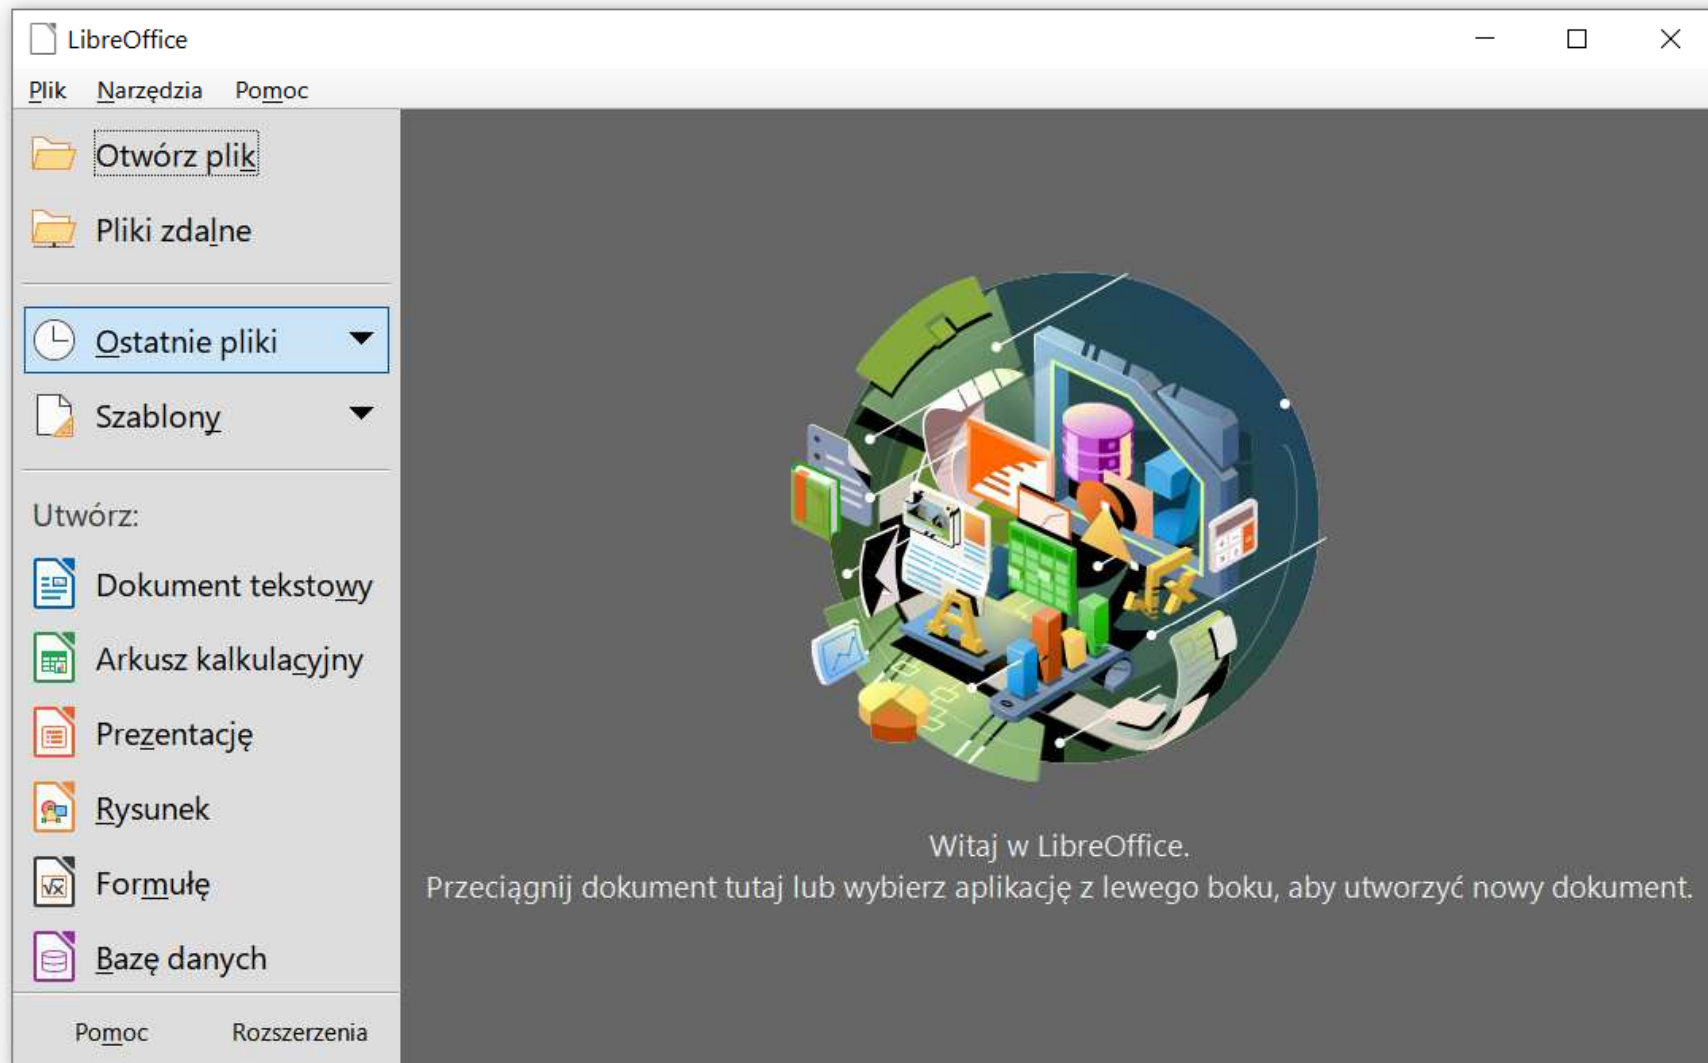 LibreOffice
Plik Narzędzia Pomoc
Otwórz plik
Pliki zdalne
Ostatnie pliki
Szablony
Utwórz:
Dokument tekstowy
Arkusz kalkulacyjny
Prezentację
Rysunek
Formułę
Bazę danych
Pomoc Rozszerzenia
Witaj w LibreOffice.
Przeciągnij dokument tutaj lub wybierz aplikację z lewego boku, aby utworzyć nowy dokument.